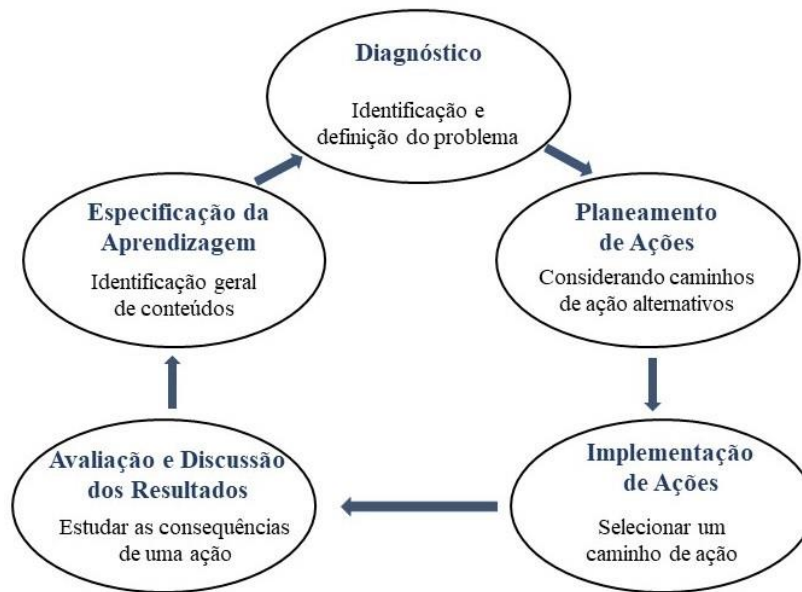 Diagnóstico
Identificação e
definição do problema
Planeamento
de Ações
Considerando caminhos
de ação alternativos
Implementação
de Ações
Selecionar um
caminho de ação
Avaliação e Discussão
dos Resultados
Estudar as consequências
de uma ação
Especificação da
Aprendizagem
Identificação geral
de conteúdos